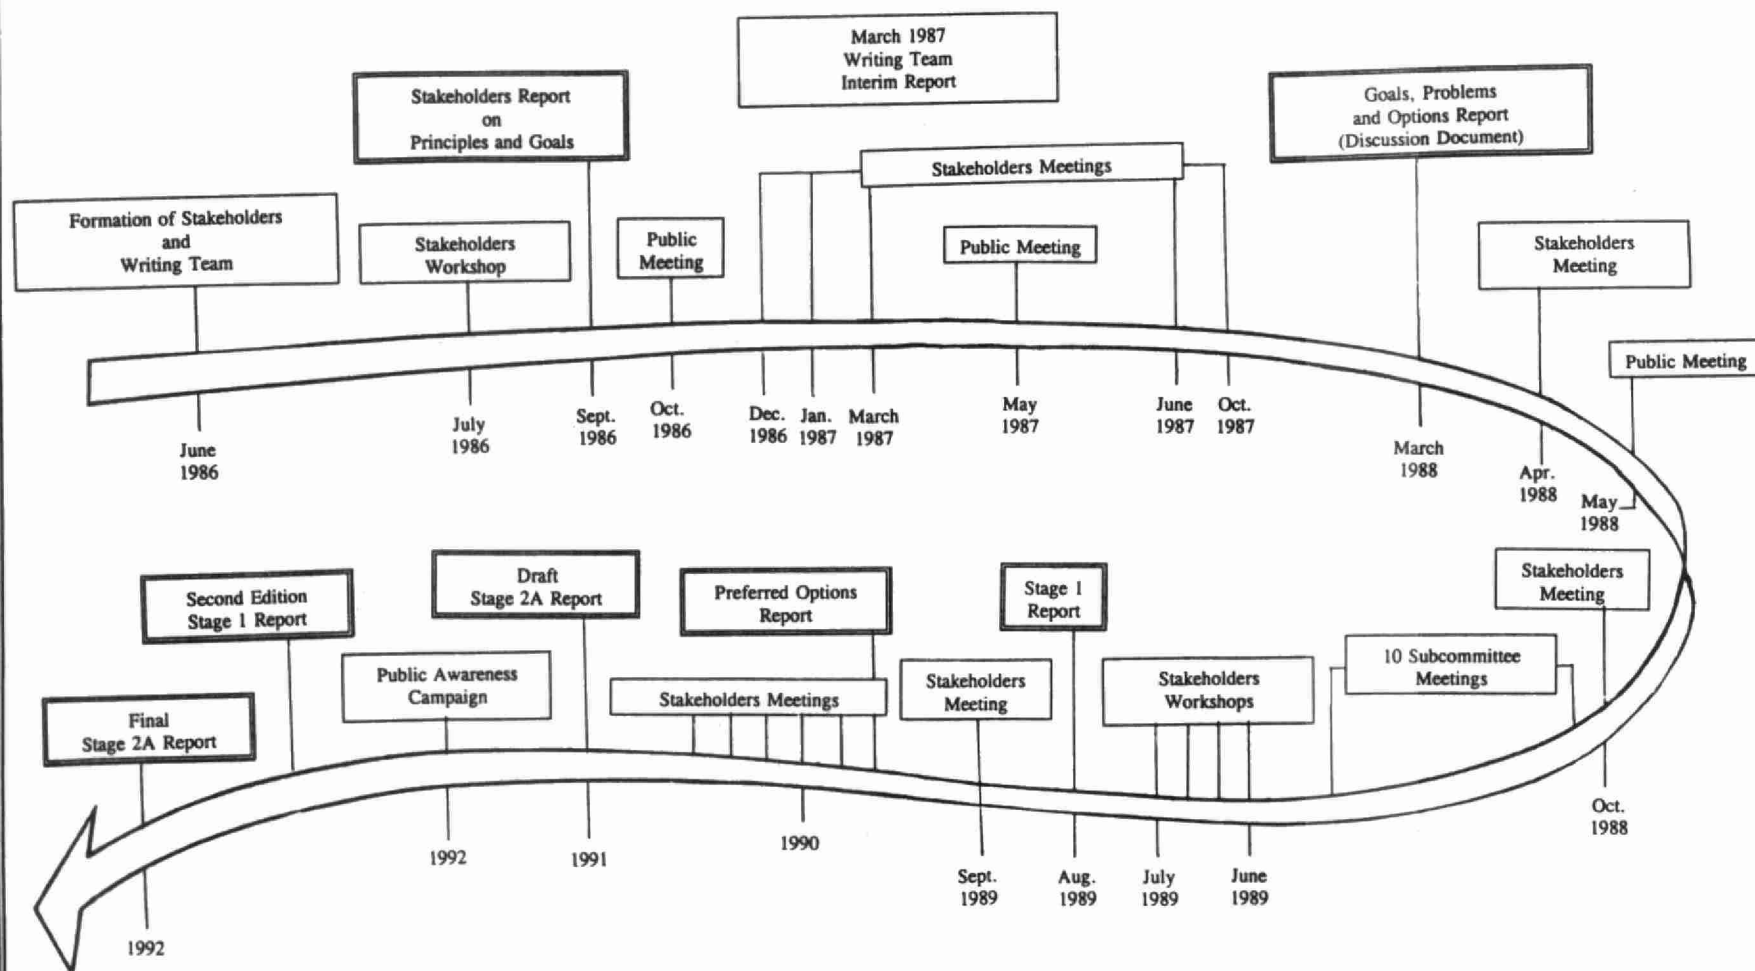 March 1987
Writing Team
Interim Report
Stakeholders Report
on
Principles and Goals
Goals, Problems
and Options Report
(Discussion Document)
Stakeholders Meetings
Formation of Stakeholders
and
Writing Team
Stakeholders
Workshop
Public
Meeting
Public Meeting
Stakeholders
Meeting
Public Meeting
June
1986
July
1986
Sept.
1986
Oct.
1986
Dec.
1986
Jan.
1987
March
1987
May
1987
June
1987
Oct.
1987
March
1988
Apr.
1988
May
1988
Second Edition
Stage 1 Report
Draft
Stage 2A Report
Preferred Options
Report
Stage 1
Report
Stakeholders
Meeting
Final
Stage 2A Report
Public Awareness
Campaign
Stakeholders Meetings
Stakeholders
Meeting
Stakeholders
Workshops
10 Subcommittee
Meetings
1992
1992
1991
1990
Sept.
1989
Aug.
1989
July
1989
June
1989
Oct.
1988